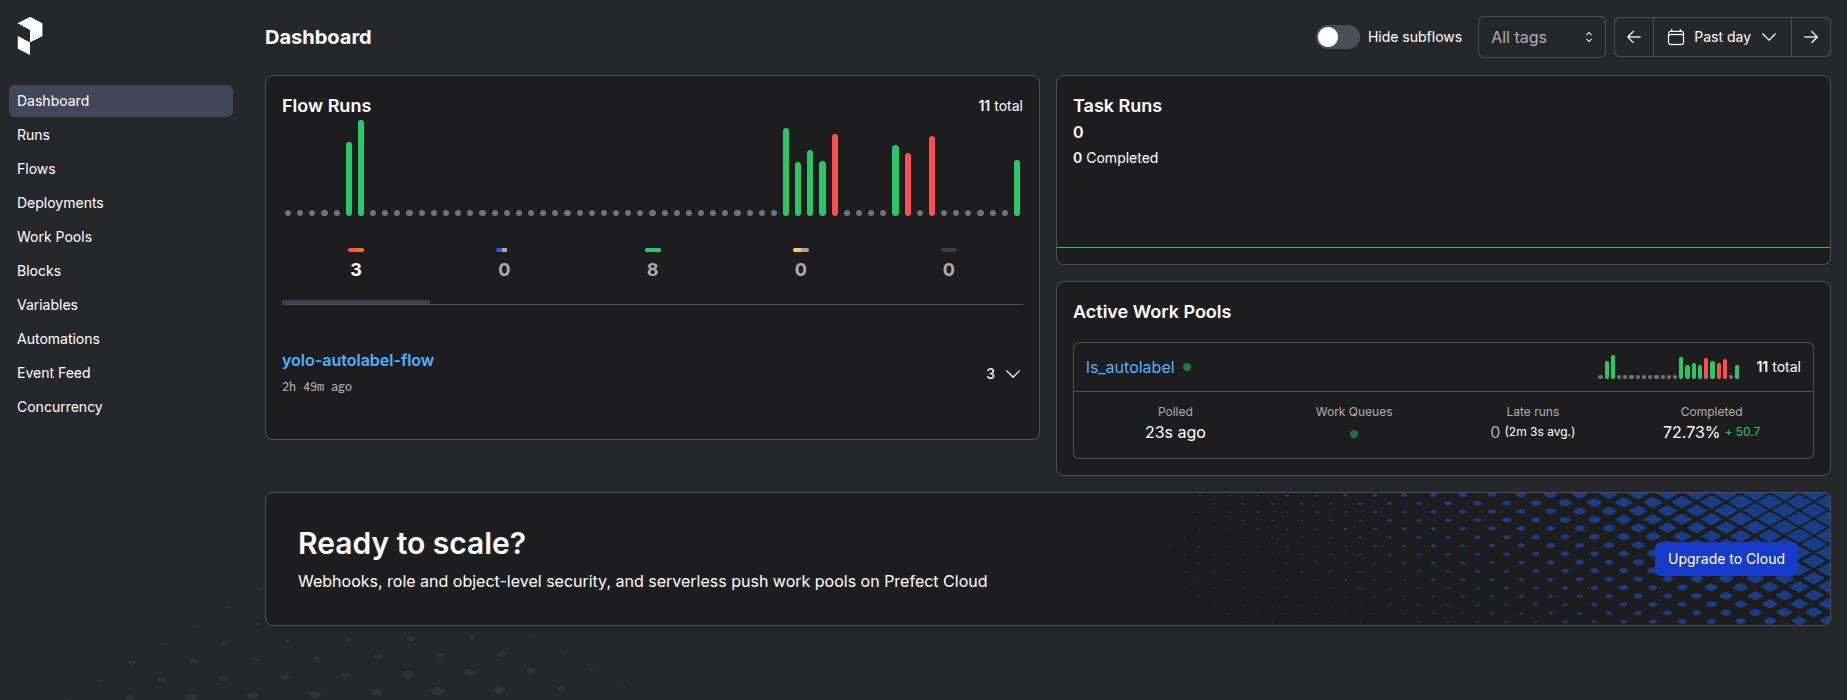 Dashboard
Hide subflows
All tags
Past day
Dashboard
Runs
Flows
Deployments
Work Pools
Blocks
Variables
Automations
Event Feed
Concurrency
Flow Runs
11 total
3 0 8 0 0
yolo-autolabel-flow
2h 49m ago
3
Task Runs
0
0 Completed
Active Work Pools
ls_autolabel
11 total
Polled
23s ago
Work Queues
Late runs
0 (2m 3s avg.)
Completed
72.73% + 50.7
Ready to scale?
Webhooks, role and object-level security, and serverless push work pools on Prefect Cloud
Upgrade to Cloud